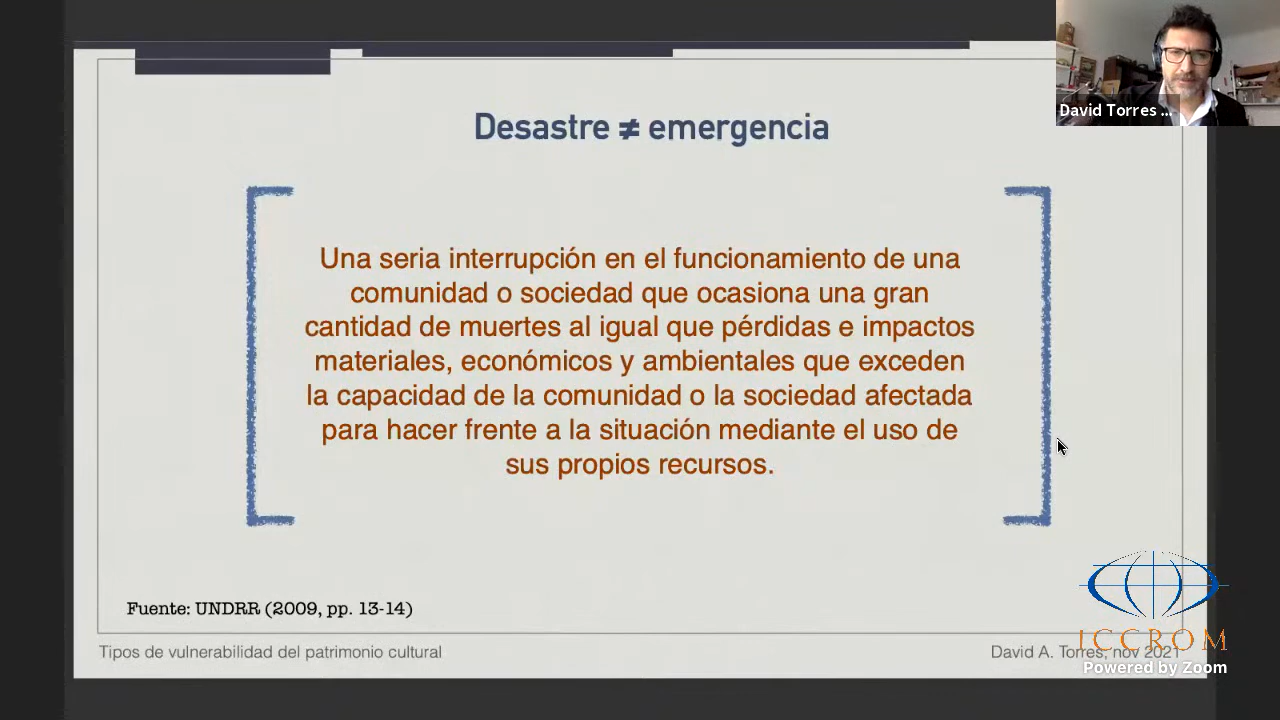 David Torres ...
Desastre ≠ emergencia
Una seria interrupción en el funcionamiento de una
comunidad o sociedad que ocasiona una gran
cantidad de muertes al igual que pérdidas e impactos
materiales, económicos y ambientales que exceden
la capacidad de la comunidad o la sociedad afectada
para hacer frente a la situación mediante el uso de
sus propios recursos.
Fuente: UNDRR (2009, pp. 13-14)
ICCROM
Tipos de vulnerabilidad del patrimonio cultural
David A. Torres, nov 2021
Powered by Zoom